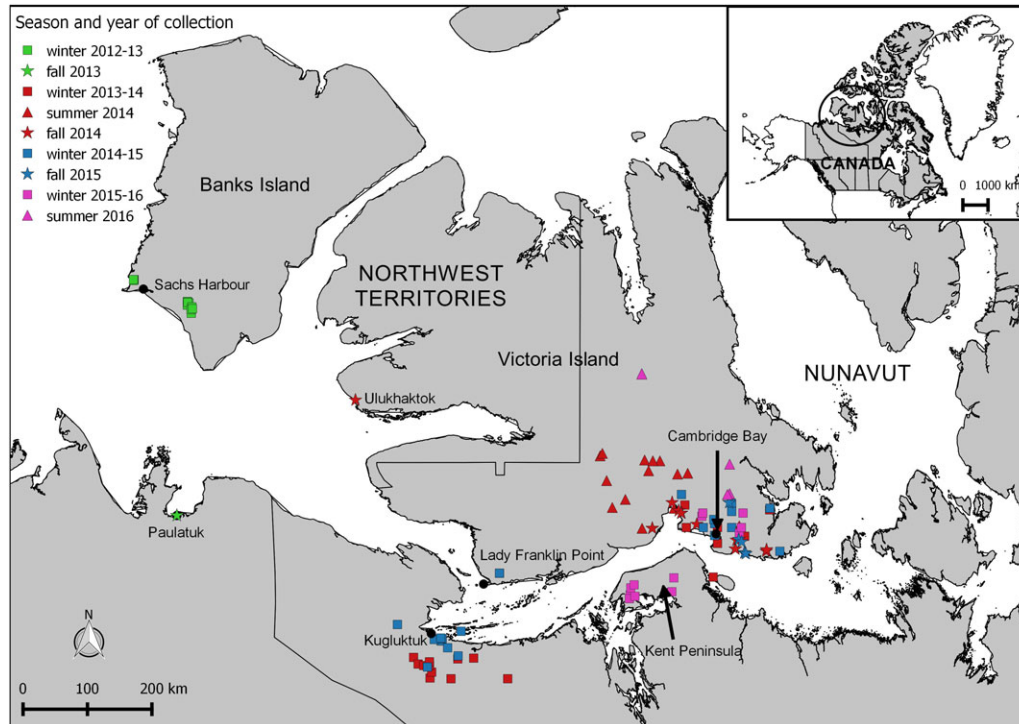 Season and year of collection
winter 2012-13
fall 2013
winter 2013-14
summer 2014
fall 2014
winter 2014-15
fall 2015
winter 2015-16
summer 2016
CANADA
0 1000 km
Banks Island
Sachs Harbour
NORTHWEST
TERRITORIES
Victoria Island
NUNAVUT
Ulukhaktok
Cambridge Bay
Paulatuk
Lady Franklin Point
Kugluktuk
Kent Peninsula
N
0 100 200 km